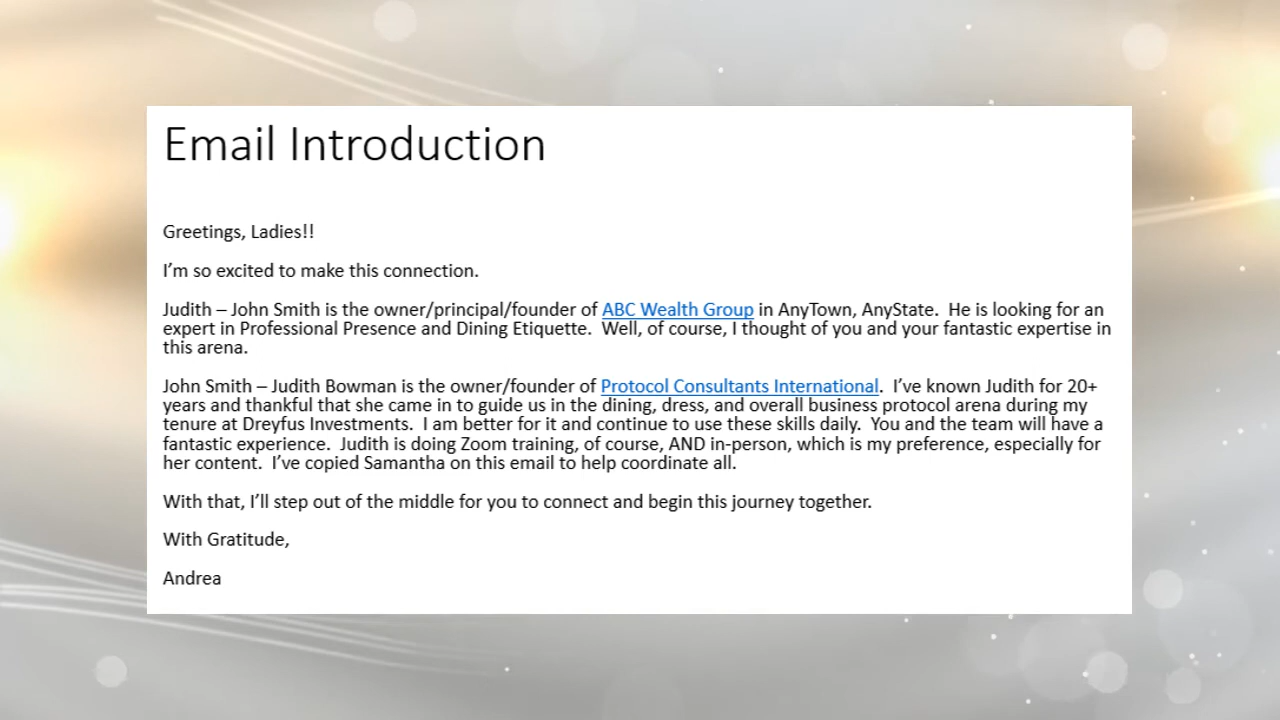 Email Introduction
Greetings, Ladies!!
I’m so excited to make this connection.
Judith – John Smith is the owner/principal/founder of ABC Wealth Group in AnyTown, AnyState.  He is looking for an
expert in Professional Presence and Dining Etiquette.  Well, of course, I thought of you and your fantastic expertise in
this arena.
John Smith – Judith Bowman is the owner/founder of Protocol Consultants International.  I’ve known Judith for 20+
years and thankful that she came in to guide us in the dining, dress, and overall business protocol arena during my
tenure at Dreyfus Investments.  I am better for it and continue to use these skills daily.  You and the team will have a
fantastic experience.  Judith is doing Zoom training, of course, AND in-person, which is my preference, especially for
her content.  I’ve copied Samantha on this email to help coordinate all.
With that, I’ll step out of the middle for you to connect and begin this journey together.
With Gratitude,
Andrea